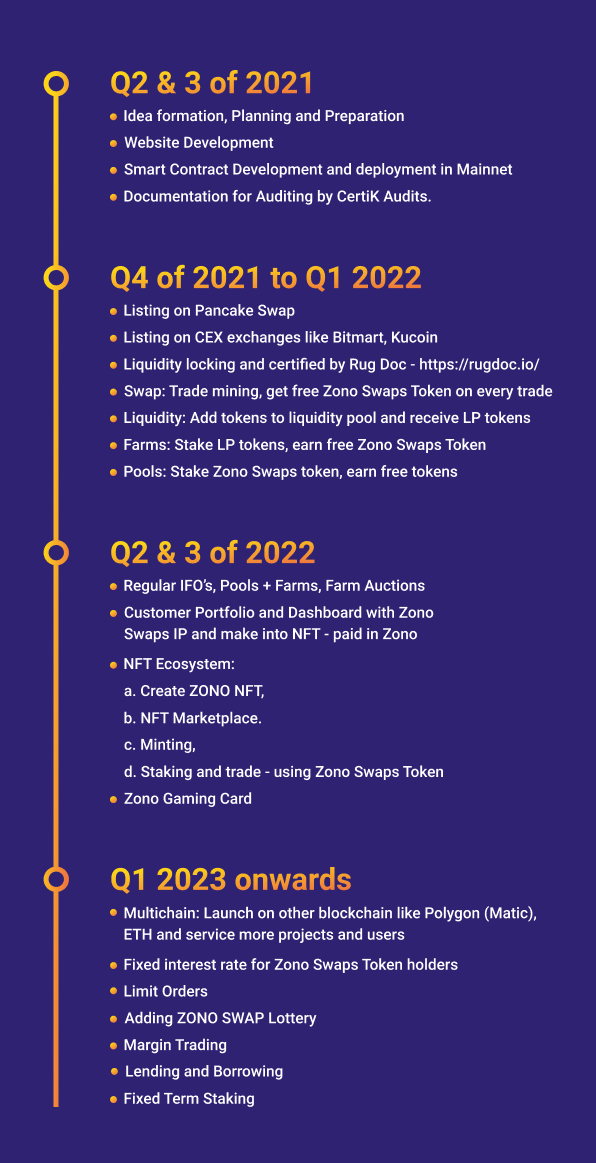 Q2 & 3 of 2021
Idea formation, Planning and Preparation
Website Development
Smart Contract Development and deployment in Mainnet
Documentation for Auditing by CertiK Audits.
Q4 of 2021 to Q1 2022
Listing on Pancake Swap
Listing on CEX exchanges like Bitmart, Kucoin
Liquidity locking and certified by Rug Doc - https://rugdoc.io/
Swap: Trade mining, get free Zono Swaps Token on every trade
Liquidity: Add tokens to liquidity pool and receive LP tokens
Farms: Stake LP tokens, earn free Zono Swaps Token
Pools: Stake Zono Swaps token, earn free tokens
Q2 & 3 of 2022
Regular IFO's, Pools + Farms, Farm Auctions
Customer Portfolio and Dashboard with Zono
Swaps IP and make into NFT - paid in Zono
NFT Ecosystem:
a. Create ZONO NFT,
b. NFT Marketplace.
c. Minting,
d. Staking and trade - using Zono Swaps Token
Zono Gaming Card
Q1 2023 onwards
Multichain: Launch on other blockchain like Polygon (Matic),
ETH and service more projects and users
Fixed interest rate for Zono Swaps Token holders
Limit Orders
Adding ZONO SWAP Lottery
Margin Trading
Lending and Borrowing
Fixed Term Staking